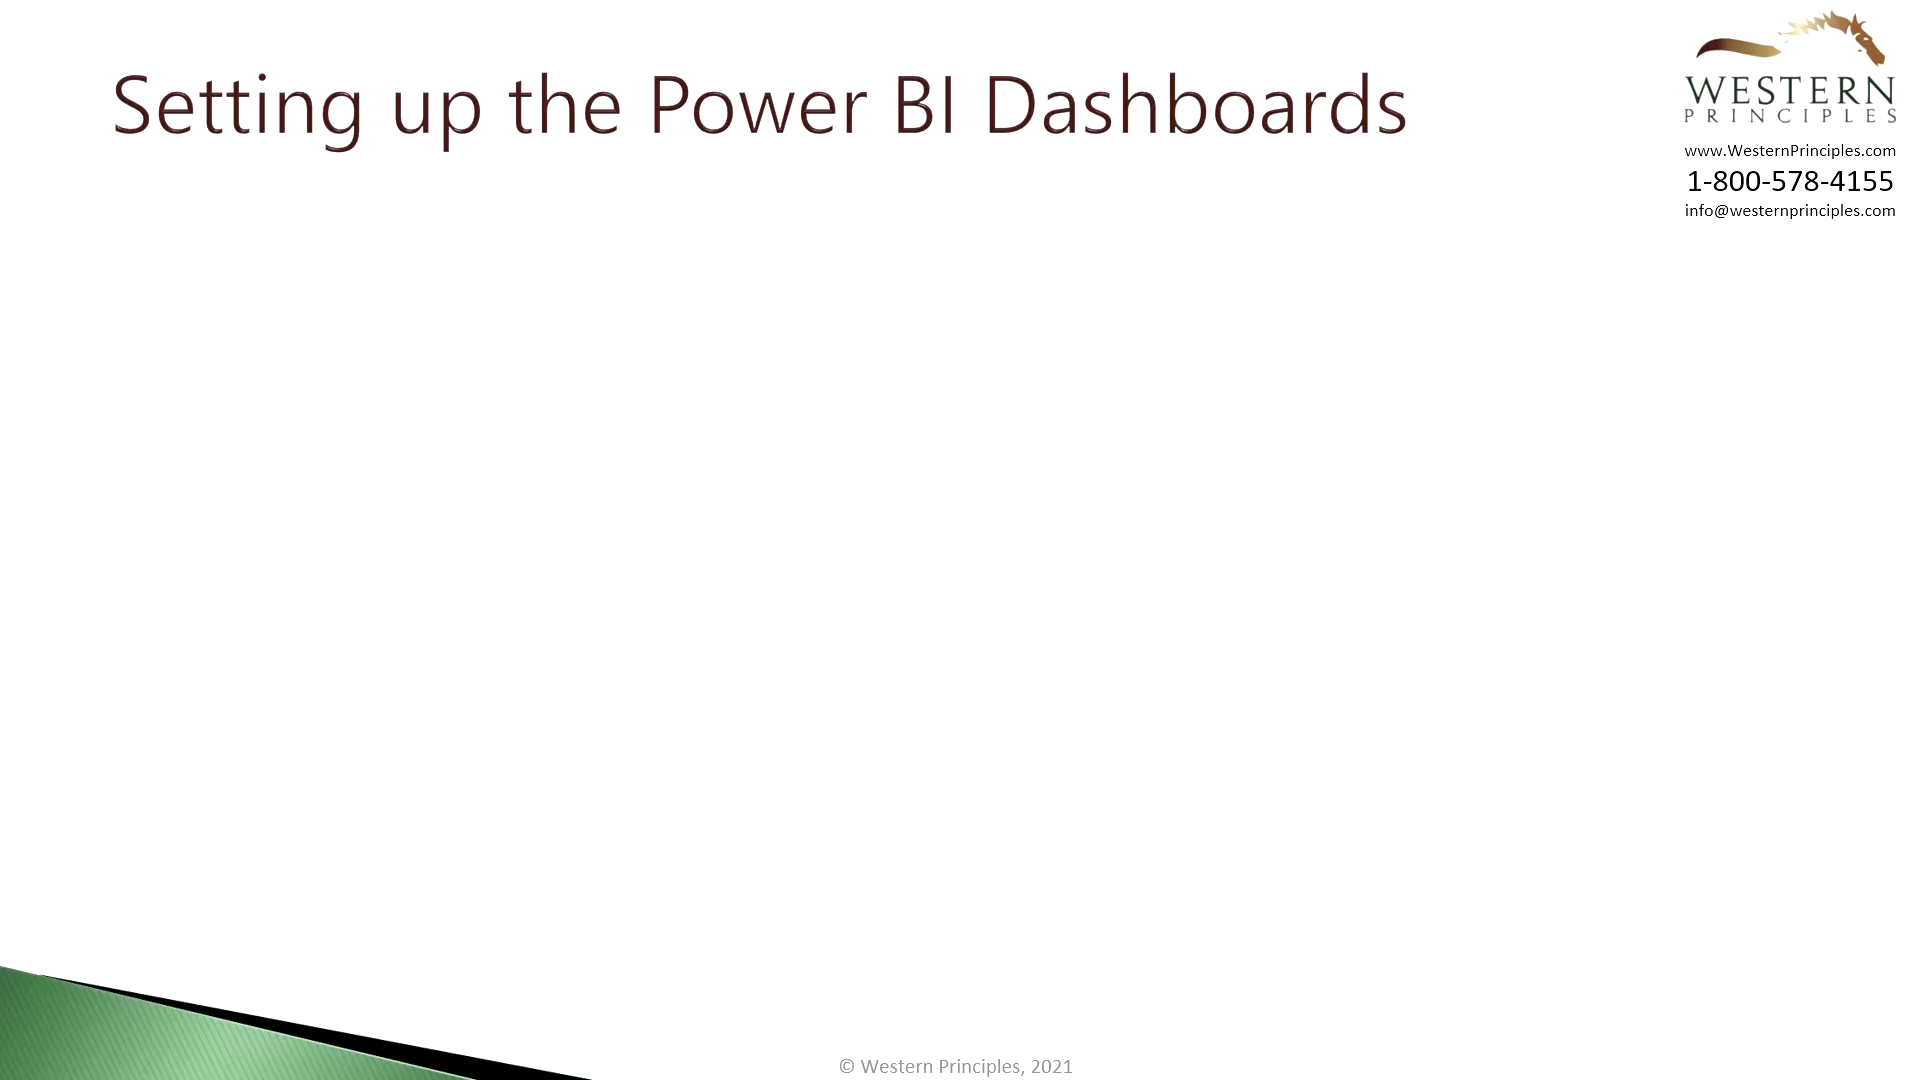 Setting up the Power BI Dashboards
WESTERN
PRINCIPLES
www.WesternPrinciples.com
1-800-578-4155
info@westernprinciples.com
© Western Principles, 2021